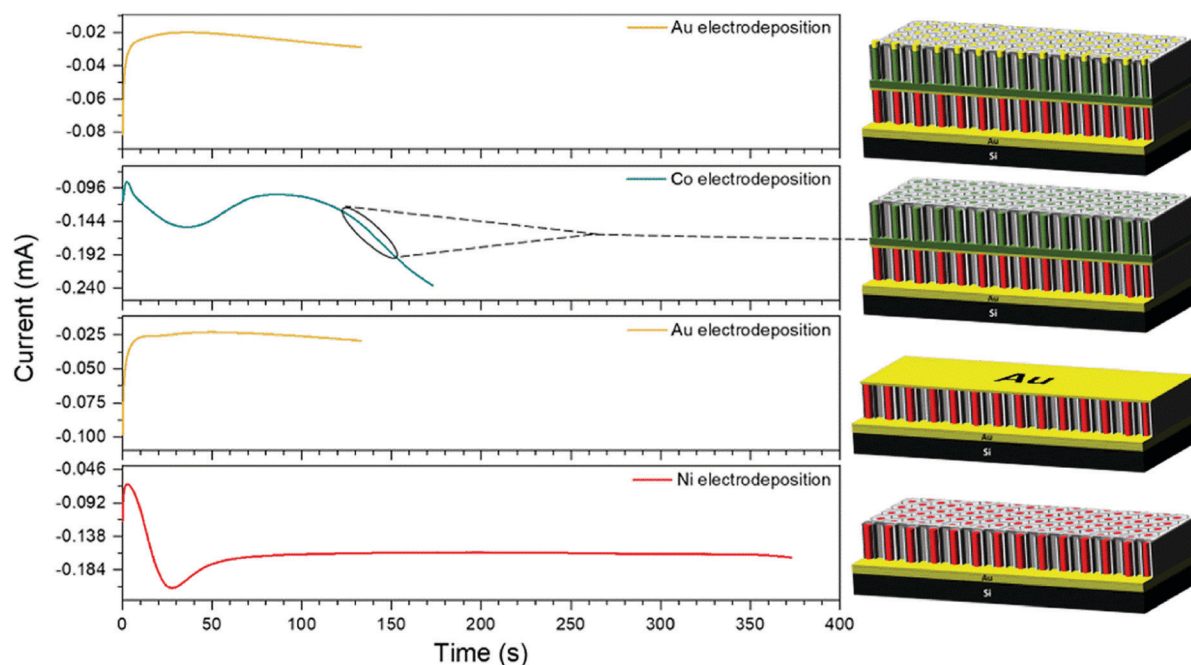 Current (mA)
-0.02
-0.04
-0.06
-0.08
Au electrodeposition
-0.096
-0.144
-0.192
-0.240
Co electrodeposition
-0.025
-0.050
-0.075
-0.100
Au electrodeposition
-0.046
-0.092
-0.138
-0.184
Ni electrodeposition
0 50 100 150 200 250 300 350 400
Time (s)
Au
Si
Au
Si
Au
Au
Si
Au
Si